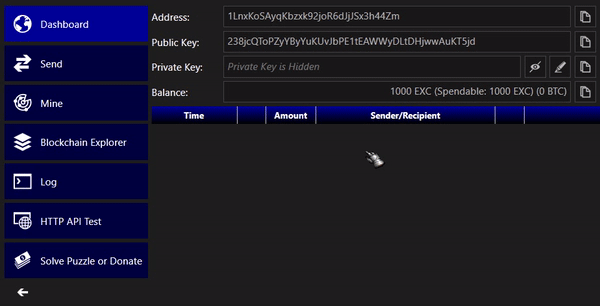 Dashboard
Send
Mine
Blockchain Explorer
Log
HTTP API Test
Solve Puzzle or Donate
Address: 1LnxKoSAyqKbzxk92joR6dJjJSx3h44Zm
Public Key: 238jcQToPZyYByYuKUvJbPE1tEAWWyDLtDHjwwAuKT5jd
Private Key: Private Key is Hidden
Balance: 1000 EXC (Spendable: 1000 EXC) (0 BTC)
Time Amount Sender/Recipient